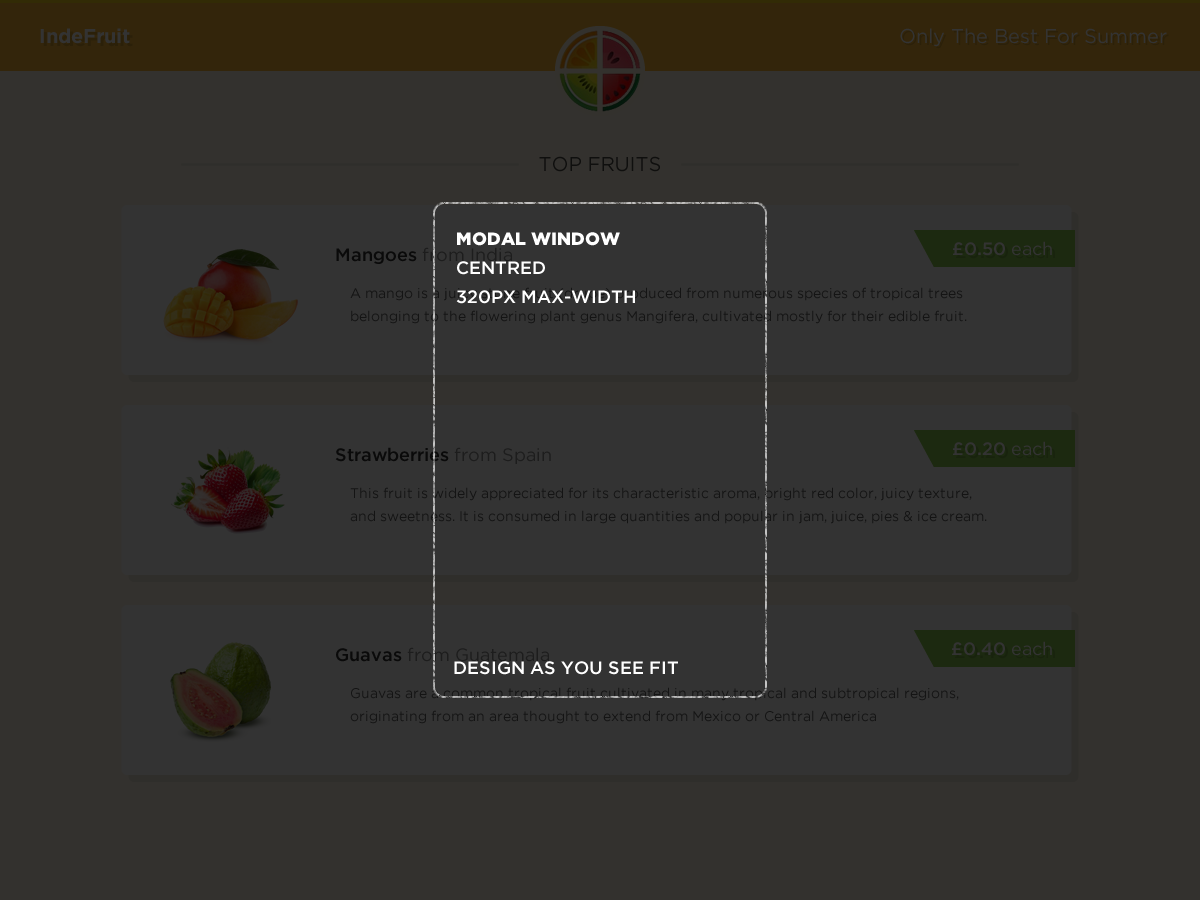 IndeFruit
Only The Best For Summer
TOP FRUITS
MODAL WINDOW
CENTRED
320PX MAX-WIDTH
DESIGN AS YOU SEE FIT
Mangoes from India
£0.50 each
A mango is a duced from numerous species of tropical trees
belonging to the flowering plant genus Mangifera, cultivated mostly for their edible fruit.
Strawberries from Spain
£0.20 each
This fruit is widely appreciated for its characteristic aroma, bright red color, juicy texture,
and sweetness. It is consumed in large quantities and popular in jam, juice, pies & ice cream.
Guavas from Guatemala
£0.40 each
Guavas are a common tropical fruit cultivated in many tropical and subtropical regions,
originating from an area thought to extend from Mexico or Central America